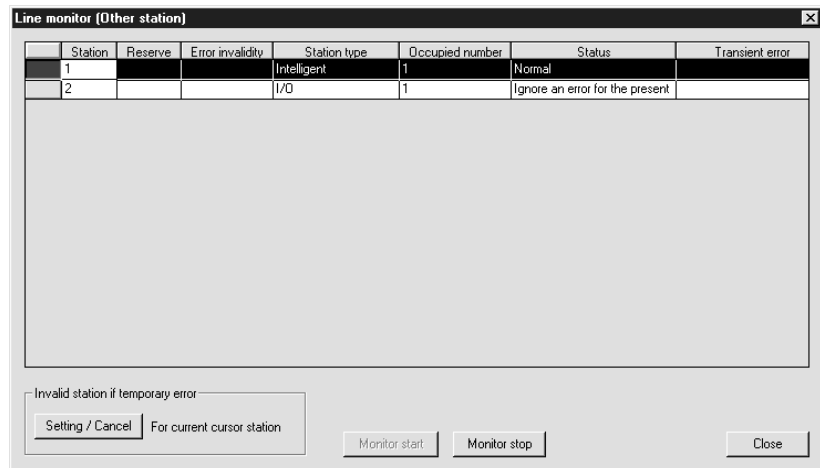 Line monitor (Other station)
Station Reserve Error invalidity Station type Occupied number Status Transient error
1 Intelligent 1 Normal
2 I/O 1 Ignore an error for the present
Invalid station if temporary error
Setting / Cancel For current cursor station
Monitor start Monitor stop Close